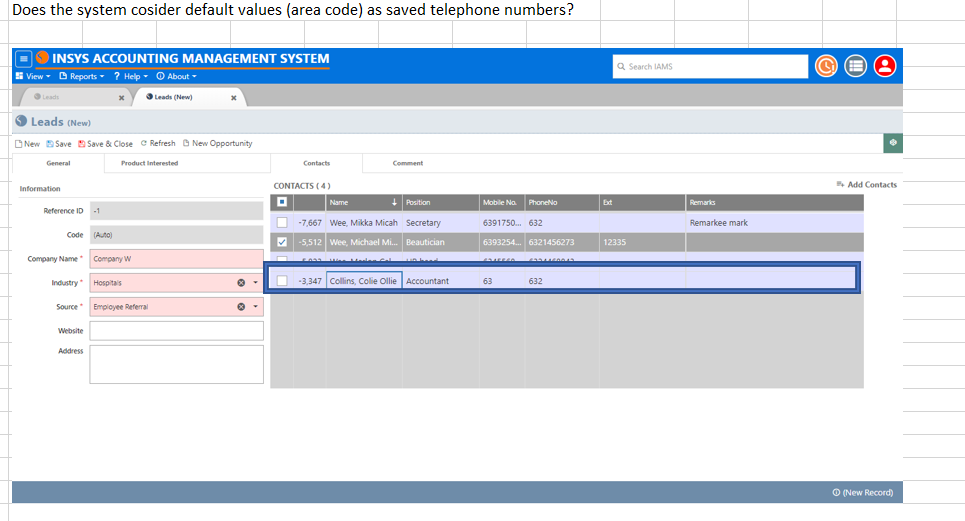 Does the system cosider default values (area code) as saved telephone numbers?
INSYS ACCOUNTING MANAGEMENT SYSTEM
Search IAMS
View Reports ? Help About
Leads Leads (New)
Leads (New)
New Save Save & Close Refresh New Opportunity
General Product Interested Contacts Comment
Information
CONTACTS ( 4 )
Add Contacts
Name Position Mobile No. PhoneNo Ext Remarks
Reference ID -1
-7,667 Wee, Mikka Micah Secretary 6391750... 632 Remarkee mark
Code (Auto)
-5,512 Wee, Michael Mi... Beautician 6393254... 6321456273 12335
Company Name * Company W
Industry * Hospitals
-3,347 Collins, Colie Ollie Accountant 63 632
Source * Employee Referral
Website
Address
(New Record)